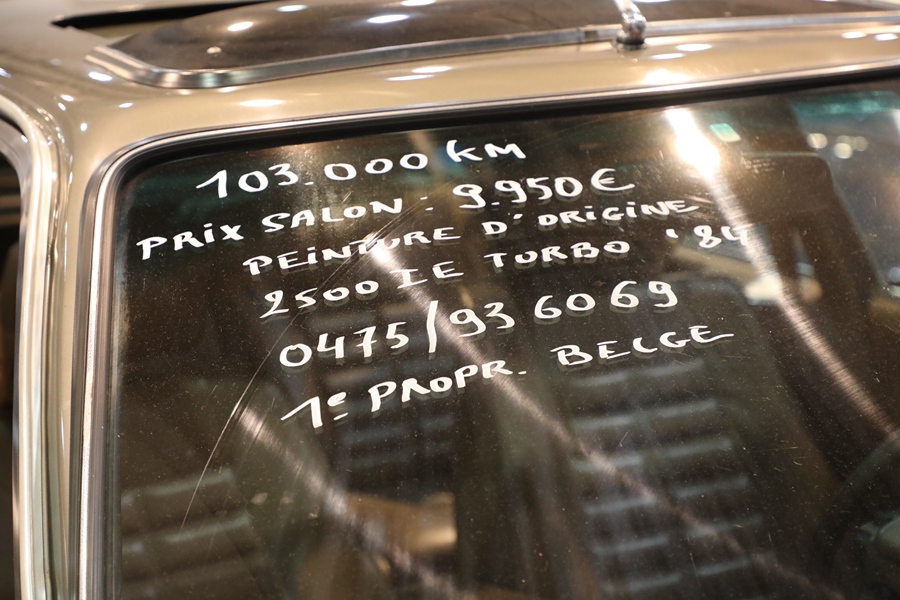 103.000 KM
PRiX SALON : 9.950€
PEINTURE D'ORiGINE
2500 IE TURBO '84
0475/93 60 69
1e PROPR. BELGE